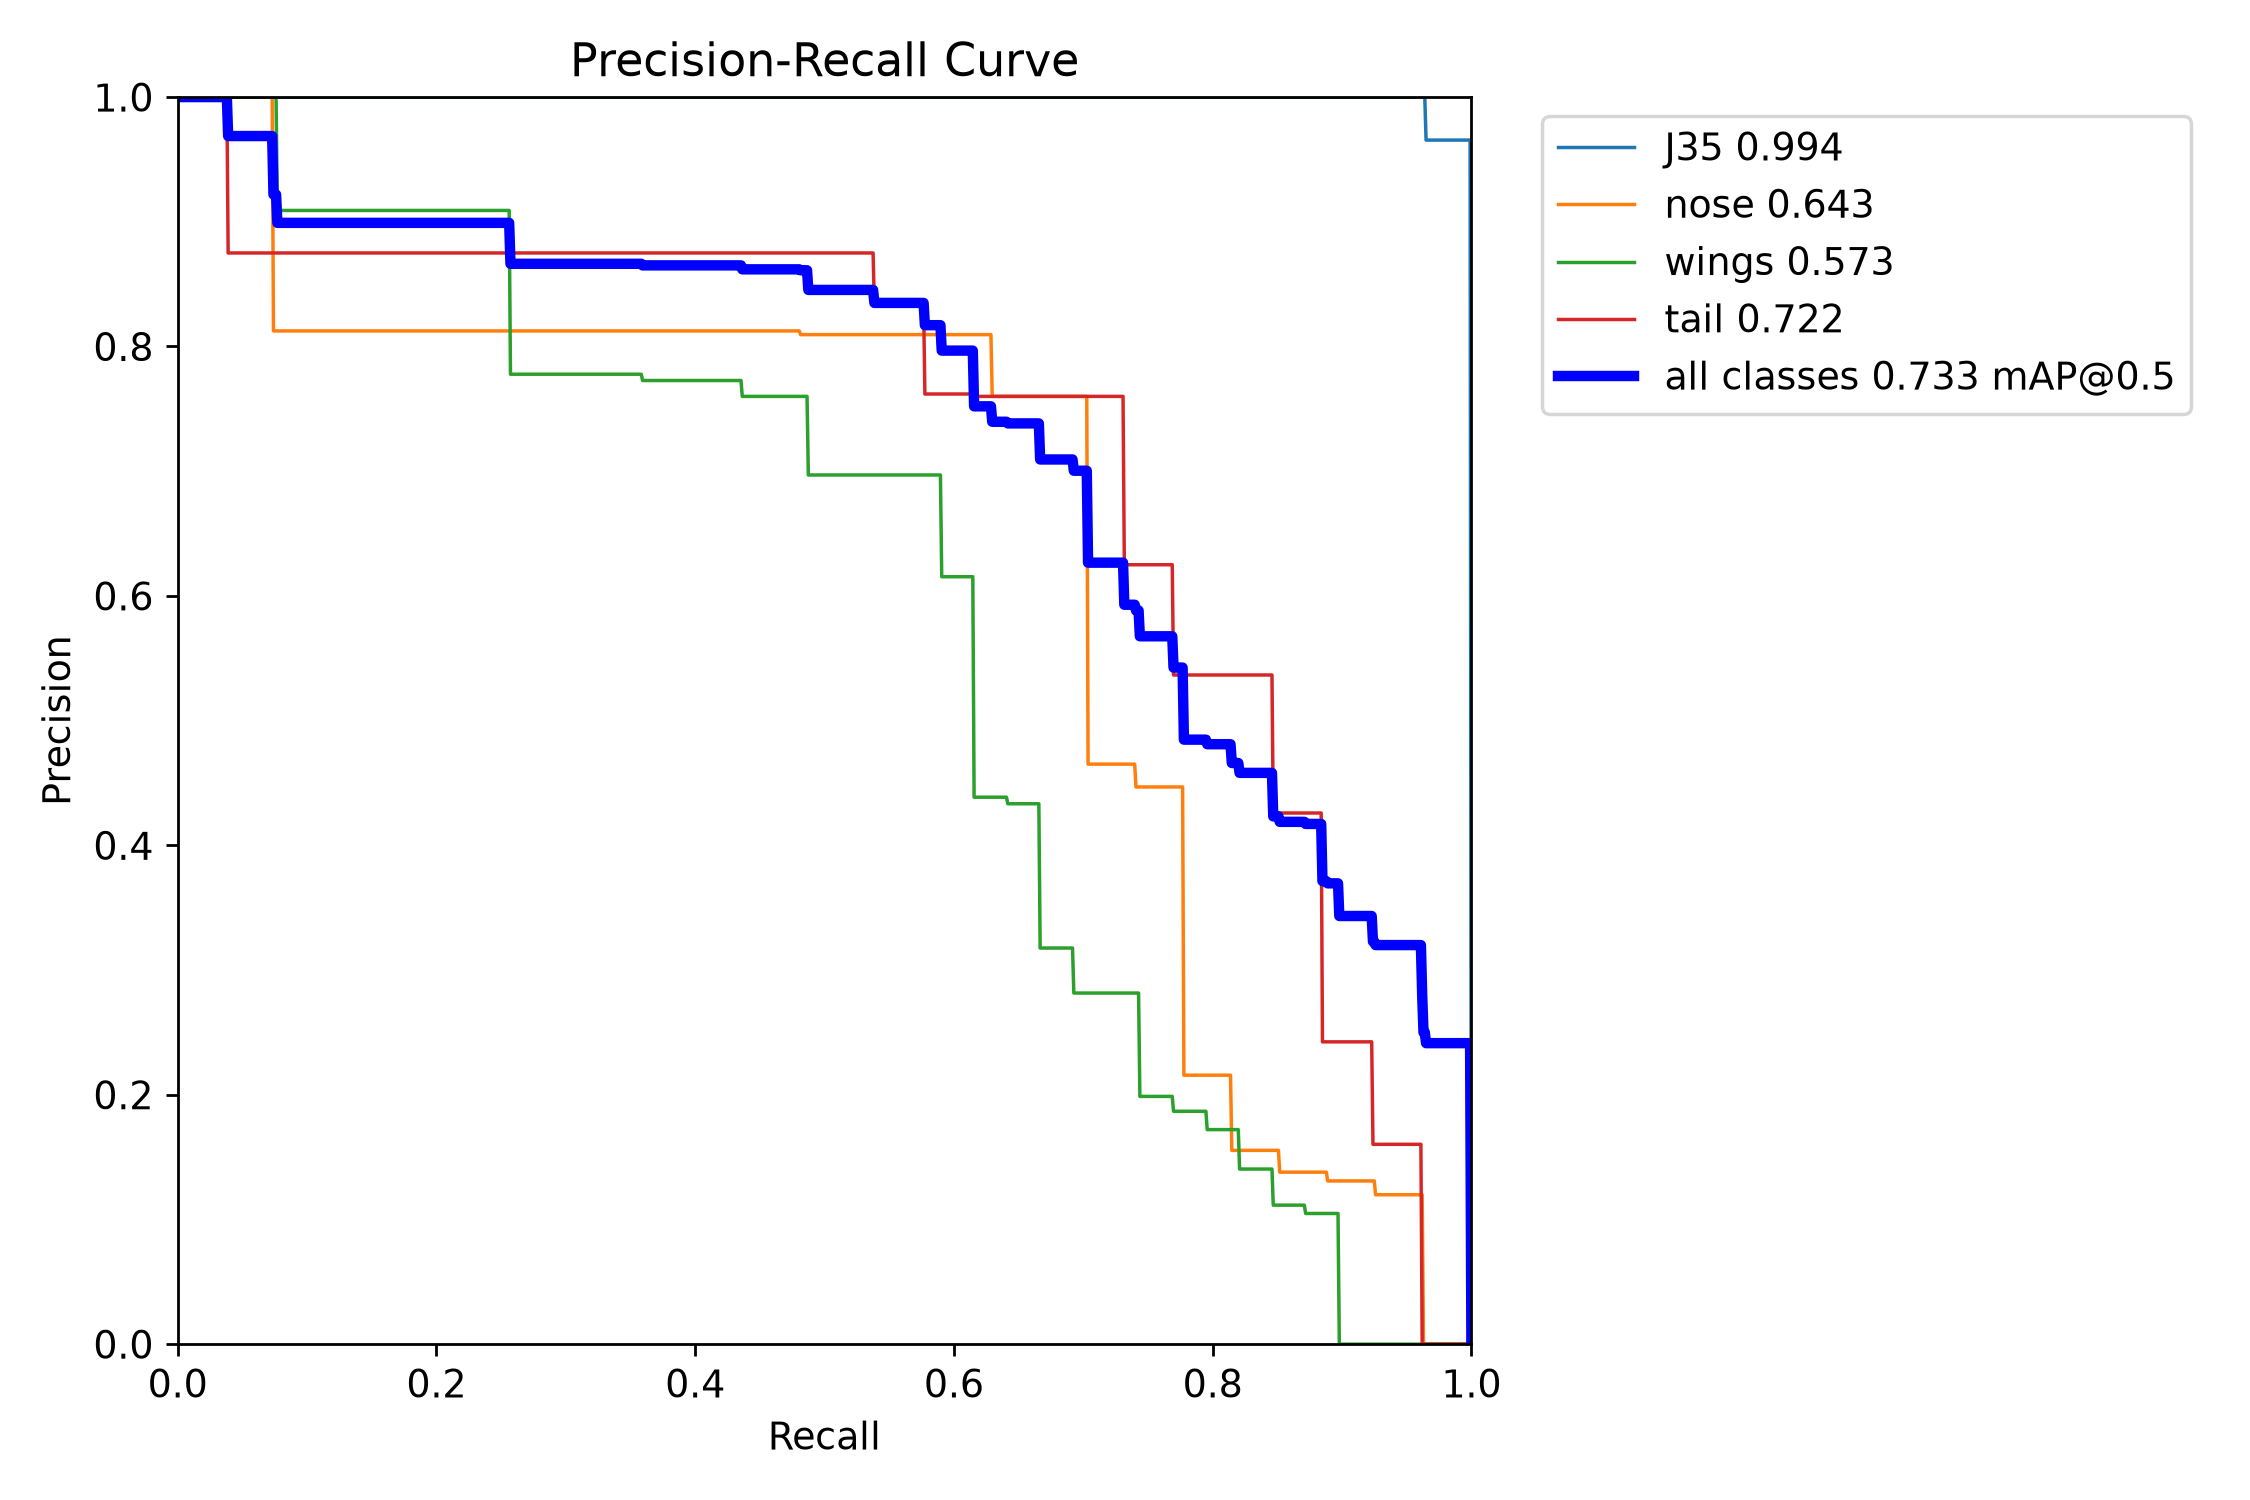 Precision-Recall Curve
1.0
0.8
0.6
0.4
0.2
0.0
Precision
0.0 0.2 0.4 0.6 0.8 1.0
Recall
J35 0.994
nose 0.643
wings 0.573
tail 0.722
all classes 0.733 mAP@0.5